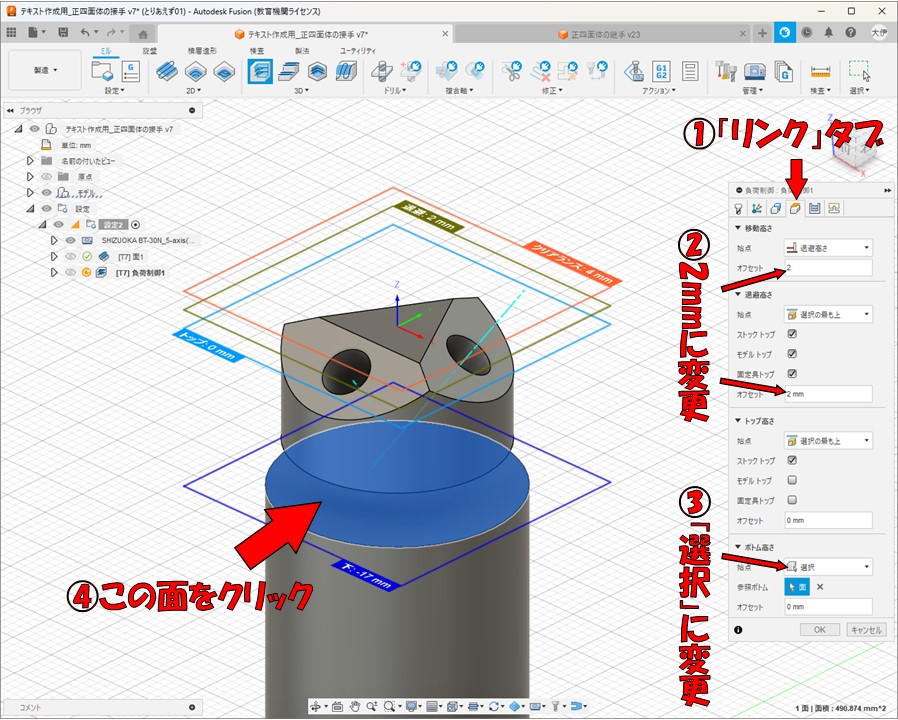 テキスト作成用_正四面体の接手 v7* (とりあえず01) - Autodesk Fusion (教育機関ライセンス)
テキスト作成用_正四面体の接手 v7*
正四面体の継手 v23
大伊
製造
ミル
旋盤
積層造形
検査
製法
ユーティリティ
G1
G2
設定
2D
3D
ドリル
複合軸
修正
アクション
管理
検査
選択
ブラウザ
テキスト作成用_正四面体の接手 v7
単位: mm
名前の付いたビュー
原点
モデル
設定
設定2
SHIZUOKA BT-30N_5-axis(...
[T7] 面1
[T7] 負荷制御1
①「リンク」タブ
負荷制御 : 負荷制御1
移動高さ
始点
退避高さ
オフセット
2
退避高さ
始点
選択の最も上
ストック トップ
モデル トップ
固定具トップ
オフセット
2 mm
トップ高さ
始点
選択の最も上
ストック トップ
モデル トップ
固定具トップ
オフセット
0 mm
ボトム高さ
始点
選択
参照ボトム
面
オフセット
0 mm
OK
キャンセル
②2mmに変更
③「選択」に変更
④この面をクリック
退避: 2 mm
クリアランス: 4 mm
トップ: 0 mm
下: -17 mm
Z
Z
X
コメント
1 面 | 面積 : 490.874 mm^2